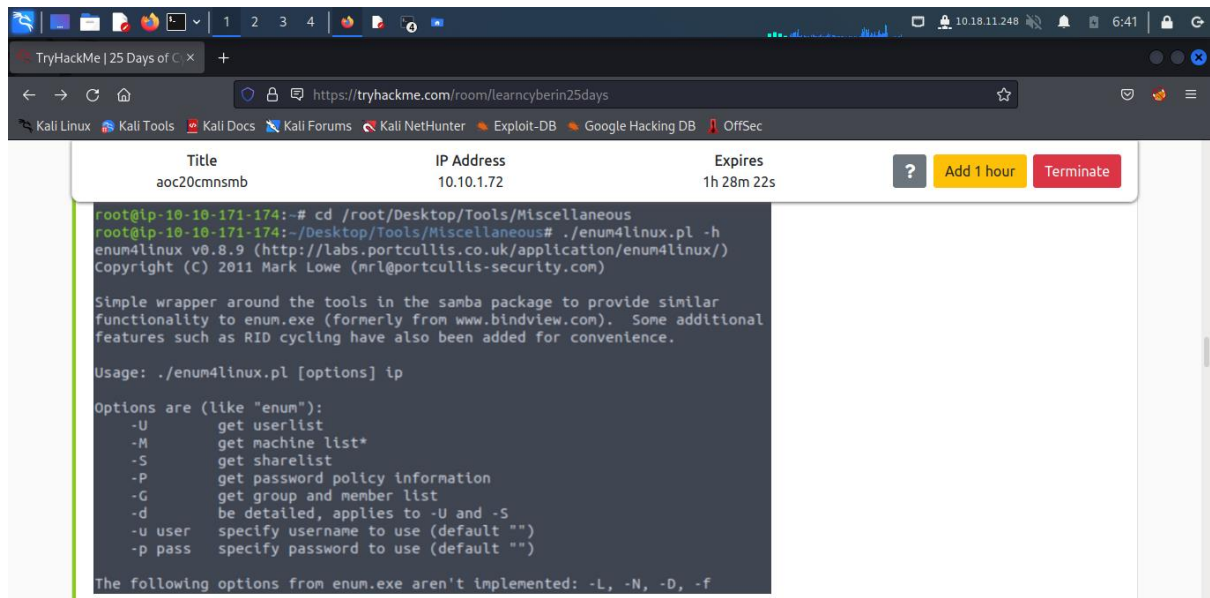 1 2 3 4 10.18.11.248 6:41
TryHackMe | 25 Days of C
https://tryhackme.com/room/learncyberin25days
Kali Linux Kali Tools Kali Docs Kali Forums Kali NetHunter Exploit-DB Google Hacking DB OffSec
Title IP Address Expires
aoc20cmnsmb 10.10.1.72 1h 28m 22s
? Add 1 hour Terminate
root@ip-10-10-171-174:~# cd /root/Desktop/Tools/Miscellaneous
root@ip-10-10-171-174:~/Desktop/Tools/Miscellaneous# ./enum4linux.pl -h
enum4linux v0.8.9 (http://labs.portcullis.co.uk/application/enum4linux/)
Copyright (C) 2011 Mark Lowe (mrl@portcullis-security.com)
Simple wrapper around the tools in the samba package to provide similar
functionality to enum.exe (formerly from www.bindview.com). Some additional
features such as RID cycling have also been added for convenience.
Usage: ./enum4linux.pl [options] ip
Options are (like "enum"):
-U get userlist
-M get machine list*
-S get sharelist
-P get password policy information
-G get group and member list
-d be detailed, applies to -U and -S
-u user specify username to use (default "")
-p pass specify password to use (default "")
The following options from enum.exe aren't implemented: -L, -N, -D, -f